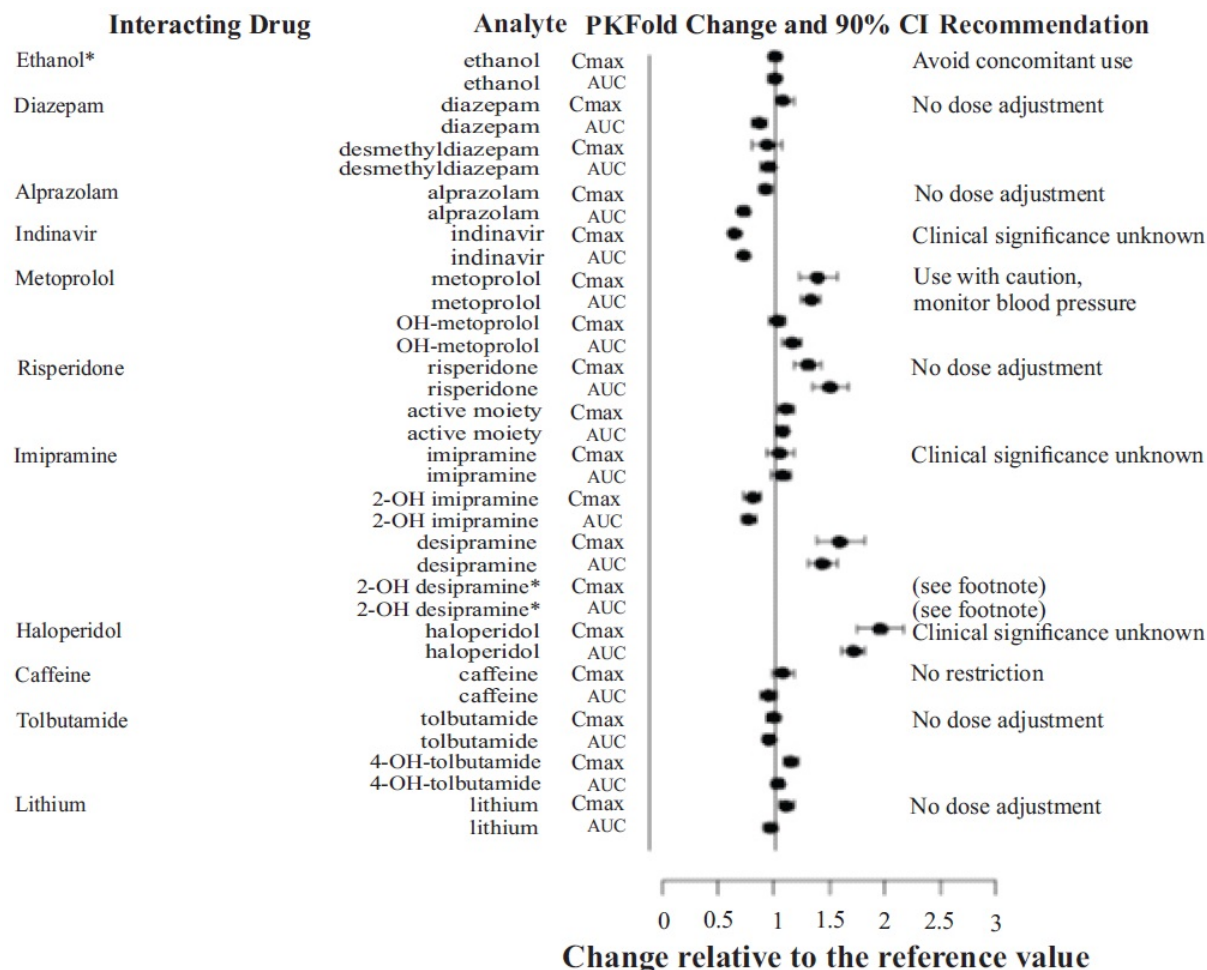 Interacting Drug Analyte PK Fold Change and 90% CI Recommendation
Ethanol* ethanol Cmax Avoid concomitant use
ethanol AUC
Diazepam diazepam Cmax No dose adjustment
diazepam AUC
desmethyldiazepam Cmax
desmethyldiazepam AUC
Alprazolam alprazolam Cmax No dose adjustment
alprazolam AUC
Indinavir indinavir Cmax Clinical significance unknown
indinavir AUC
Metoprolol metoprolol Cmax Use with caution,
metoprolol AUC monitor blood pressure
OH-metoprolol Cmax
OH-metoprolol AUC
Risperidone risperidone Cmax No dose adjustment
risperidone AUC
active moiety Cmax
active moiety AUC
Imipramine imipramine Cmax Clinical significance unknown
imipramine AUC
2-OH imipramine Cmax
2-OH imipramine AUC
desipramine Cmax
desipramine AUC
2-OH desipramine* Cmax (see footnote)
2-OH desipramine* AUC (see footnote)
Haloperidol haloperidol Cmax Clinical significance unknown
haloperidol AUC
Caffeine caffeine Cmax No restriction
caffeine AUC
Tolbutamide tolbutamide Cmax No dose adjustment
tolbutamide AUC
4-OH-tolbutamide Cmax
4-OH-tolbutamide AUC
Lithium lithium Cmax No dose adjustment
lithium AUC
0 0.5 1 1.5 2 2.5 3
Change relative to the reference value